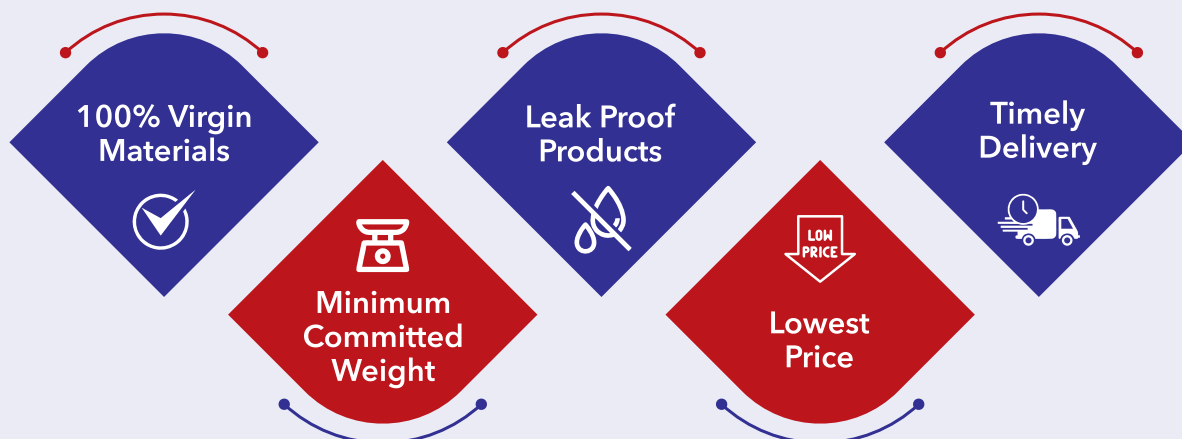 100% Virgin
Materials
Minimum
Committed
Weight
Leak Proof
Products
LOW
PRICE
Lowest
Price
Timely
Delivery